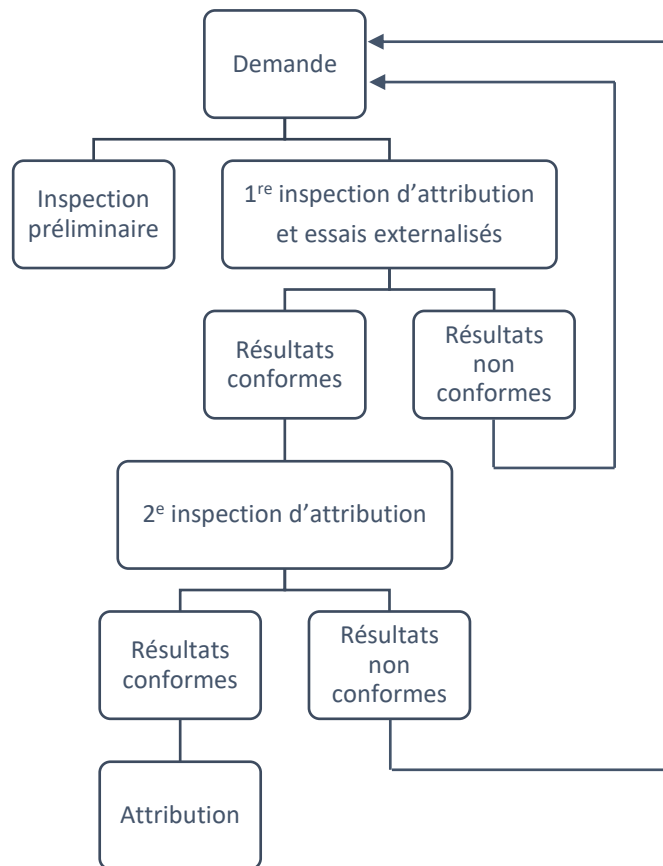 Demande
Inspection
préliminaire
1re inspection d’attribution
et essais externalisés
Résultats
conformes
Résultats
non
conformes
2e inspection d’attribution
Résultats
conformes
Résultats
non
conformes
Attribution